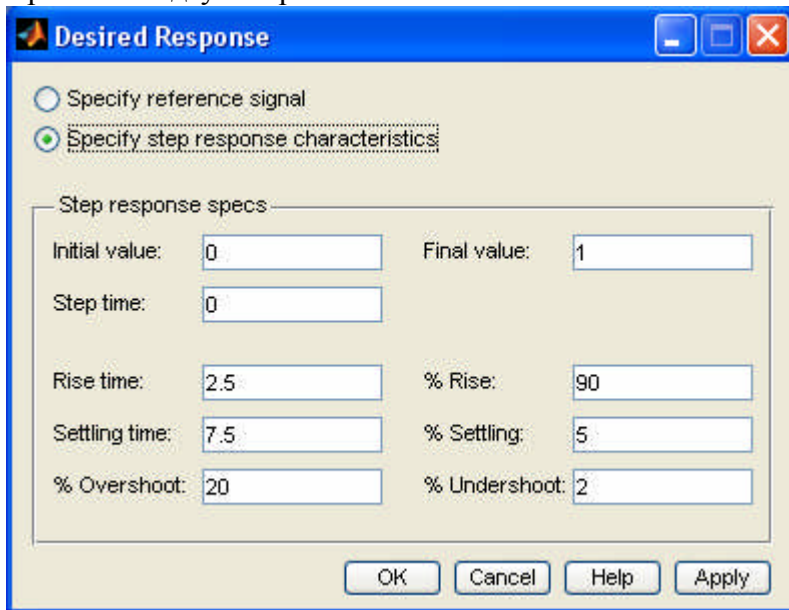 Desired Response
Specify reference signal
Specify step response characteristics
Step response specs
Initial value: 0 Final value: 1
Step time: 0
Rise time: 2.5 % Rise: 90
Settling time: 7.5 % Settling: 5
% Overshoot: 20 % Undershoot: 2
OK Cancel Help Apply